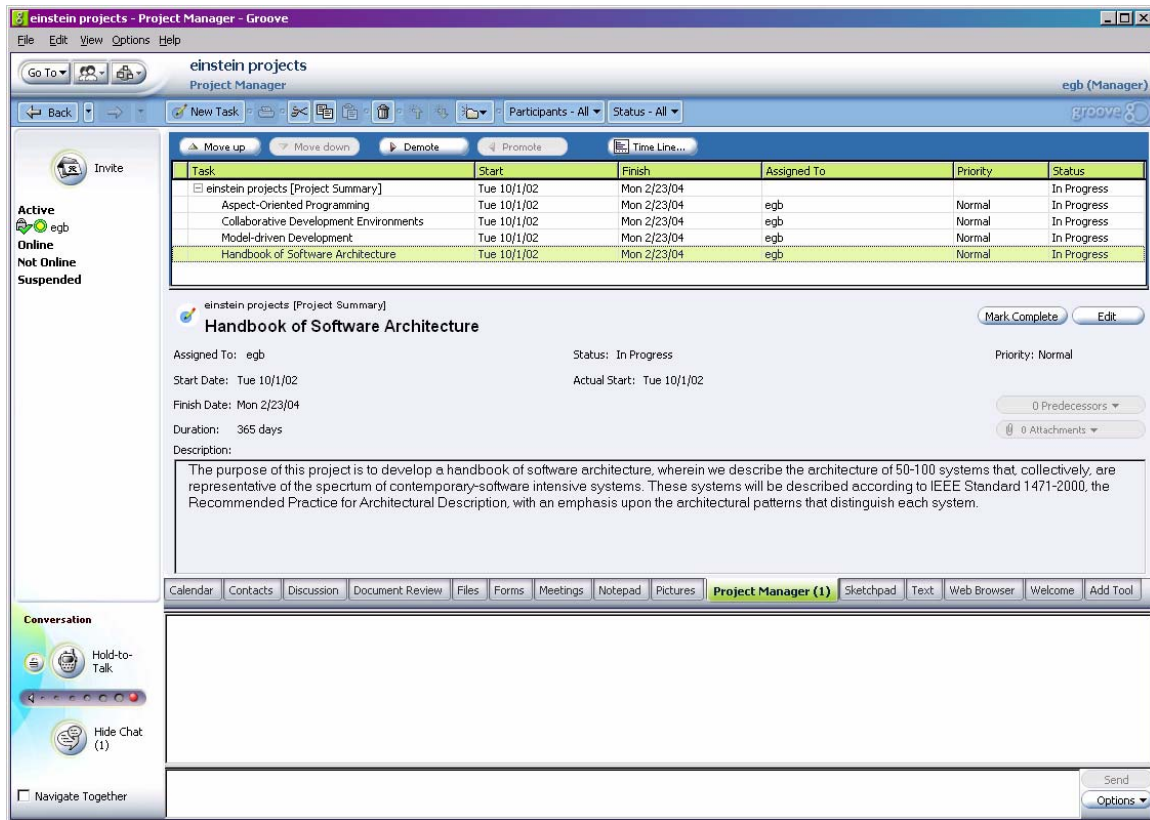 einstein projects - Project Manager - Groove
File Edit View Options Help
Go To
einstein projects
Project Manager
egb (Manager)
Back
New Task
Participants - All
Status - All
groove
Invite
Active
egb
Online
Not Online
Suspended
Move up Move down Demote Promote Time Line...
Task Start Finish Assigned To Priority Status
einstein projects [Project Summary] Tue 10/1/02 Mon 2/23/04 In Progress
Aspect-Oriented Programming Tue 10/1/02 Mon 2/23/04 egb Normal In Progress
Collaborative Development Environments Tue 10/1/02 Mon 2/23/04 egb Normal In Progress
Model-driven Development Tue 10/1/02 Mon 2/23/04 egb Normal In Progress
Handbook of Software Architecture Tue 10/1/02 Mon 2/23/04 egb Normal In Progress
einstein projects [Project Summary]
Handbook of Software Architecture
Mark Complete Edit
Assigned To: egb Status: In Progress Priority: Normal
Start Date: Tue 10/1/02 Actual Start: Tue 10/1/02
Finish Date: Mon 2/23/04 0 Predecessors
Duration: 365 days 0 Attachments
Description:
The purpose of this project is to develop a handbook of software architecture, wherein we describe the architecture of 50-100 systems that, collectively, are
representative of the specrtum of contemporary-software intensive systems. These systems will be described according to IEEE Standard 1471-2000, the
Recommended Practice for Architectural Description, with an emphasis upon the architectural patterns that distinguish each system.
Calendar Contacts Discussion Document Review Files Forms Meetings Notepad Pictures Project Manager (1) Sketchpad Text Web Browser Welcome Add Tool
Conversation
Hold-to-
Talk
Hide Chat
(1)
Navigate Together
Send
Options